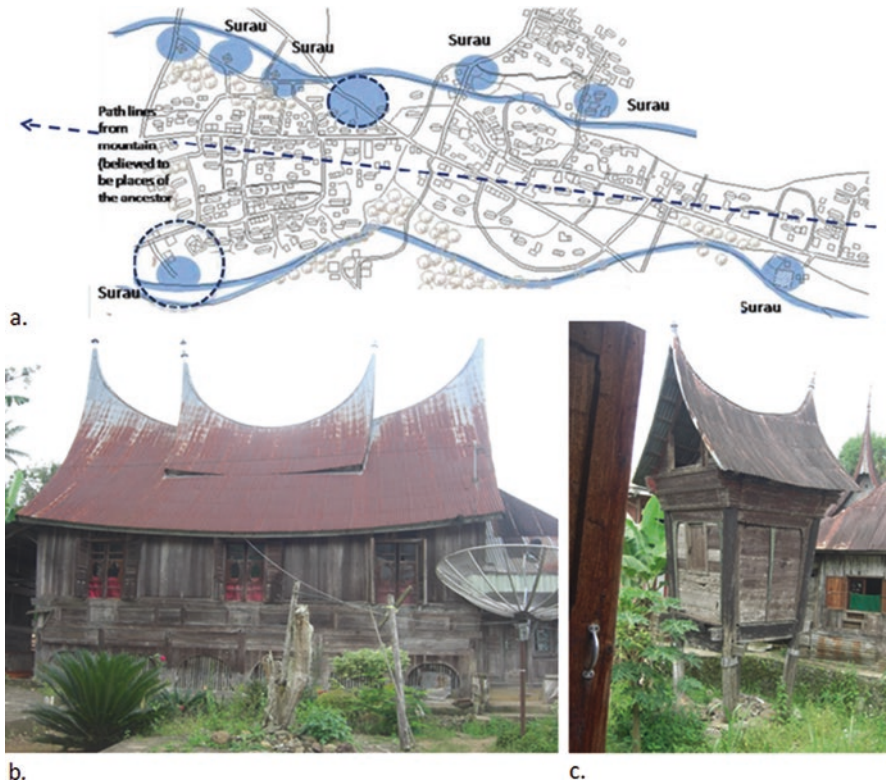 Surau
Surau
Surau
Surau
Path lines
from
mountain
(believed to
be places of
the ancestor
Surau
Surau
a.
b.
c.